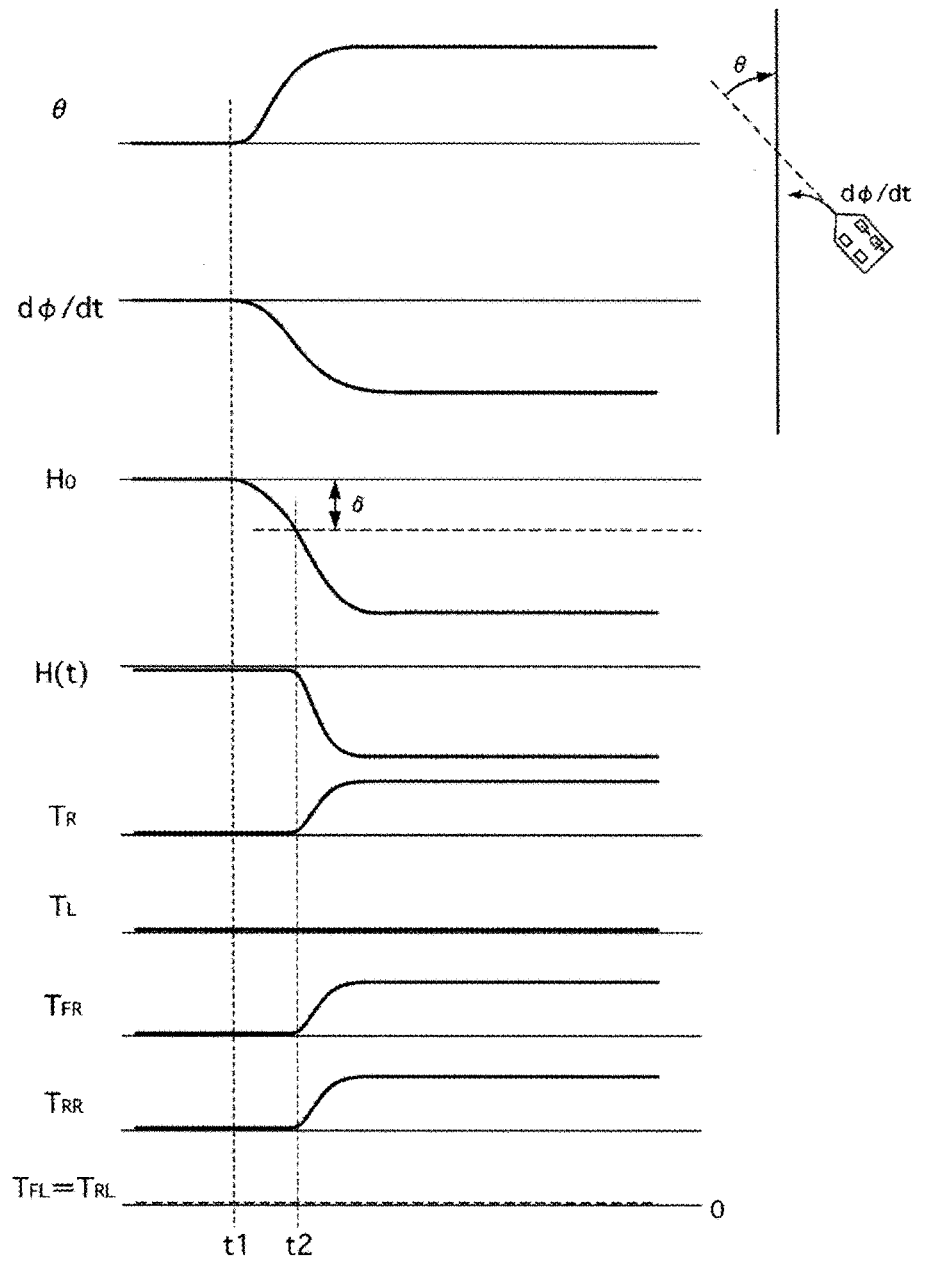 θ
θ
dϕ/dt
dϕ/dt
H0
δ
H(t)
TR
TL
TFR
TRR
TFL=TRL
0
t1
t2